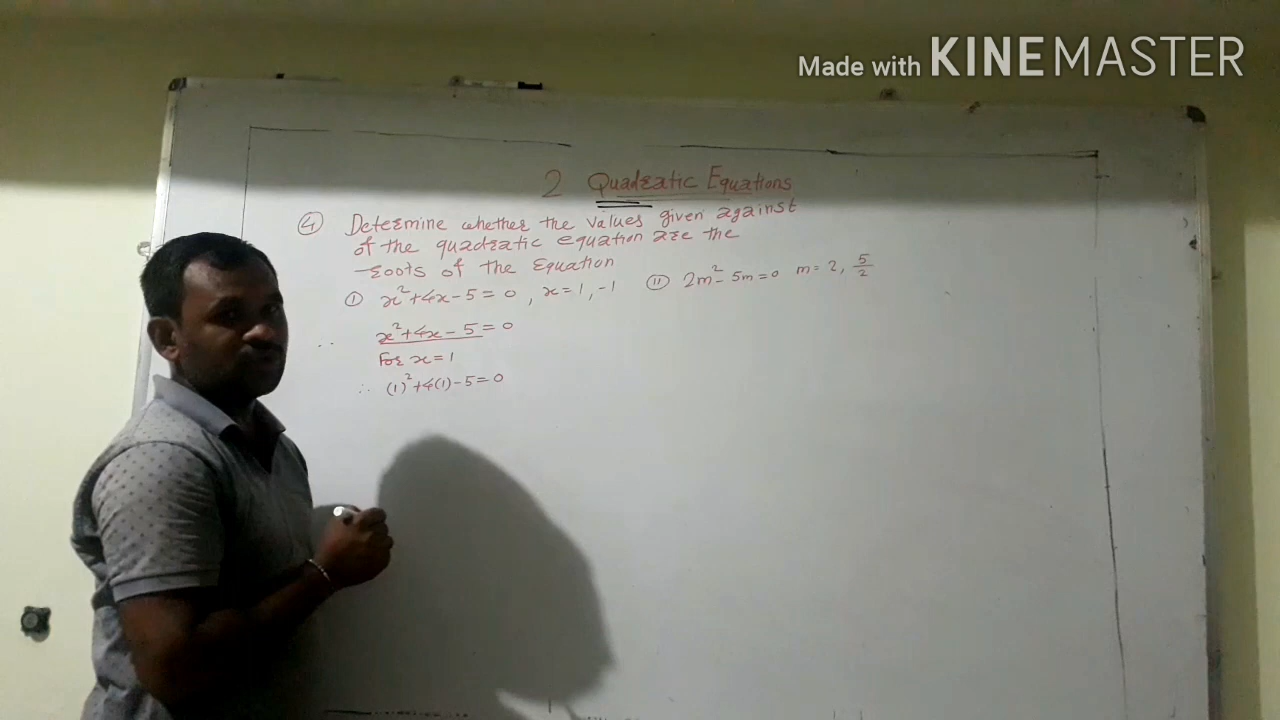 Made with KINEMASTER
2 Quadratic Equations
④ Determine whether the values given against
of the quadratic equation are the
roots of the Equation
① x²+4x-5=0, x=1,-1 ⑪ 2m²-5m=0 m=2, 5/2
∴ x²+4x-5=0
For x=1
∴ (1)²+4(1)-5=0